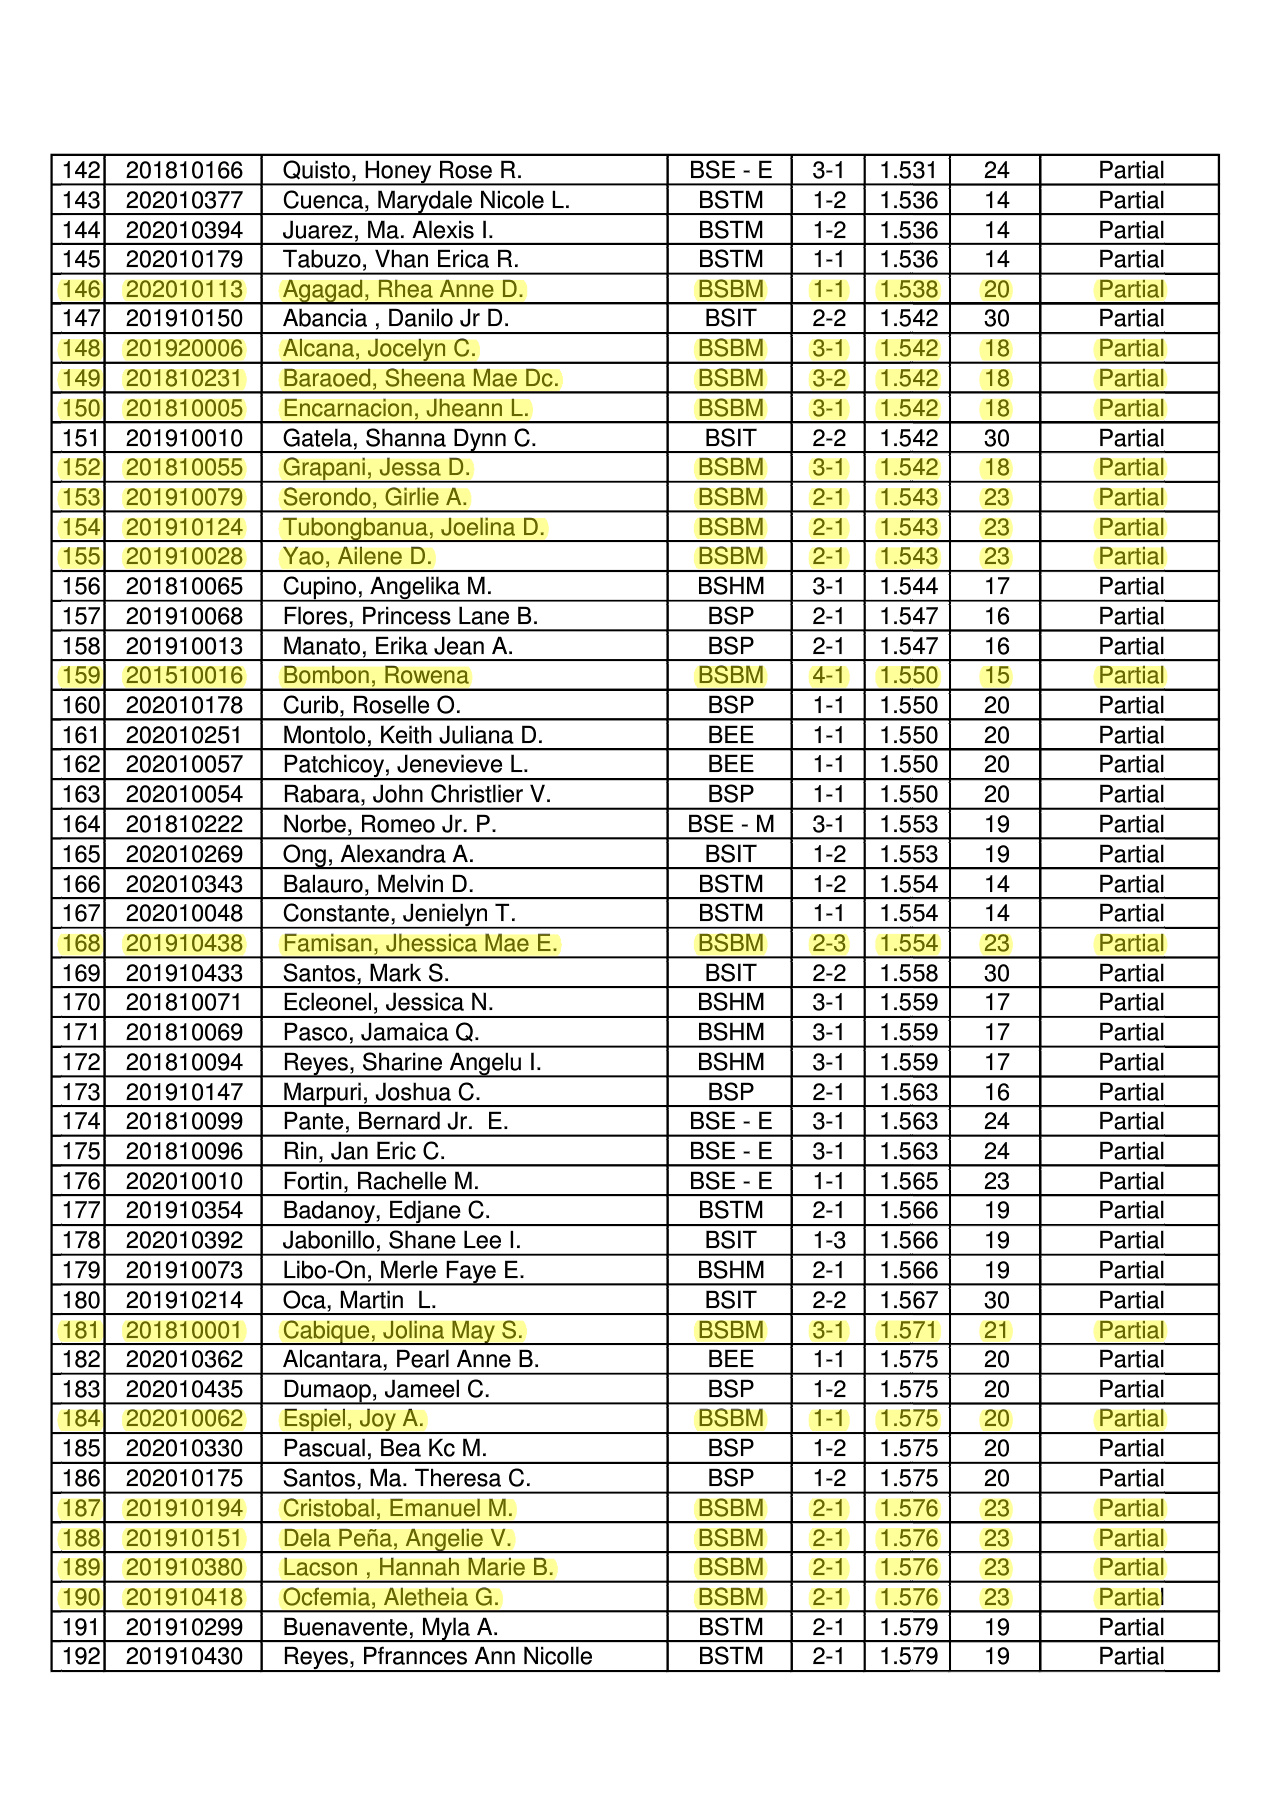 142 201810166 Quisto, Honey Rose R. BSE - E 3-1 1.531 24 Partial
143 202010377 Cuenca, Marydale Nicole L. BSTM 1-2 1.536 14 Partial
144 202010394 Juarez, Ma. Alexis I. BSTM 1-2 1.536 14 Partial
145 202010179 Tabuzo, Vhan Erica R. BSTM 1-1 1.536 14 Partial
146 202010113 Agagad, Rhea Anne D. BSBM 1-1 1.538 20 Partial
147 201910150 Abancia , Danilo Jr D. BSIT 2-2 1.542 30 Partial
148 201920006 Alcana, Jocelyn C. BSBM 3-1 1.542 18 Partial
149 201810231 Baraoed, Sheena Mae Dc. BSBM 3-2 1.542 18 Partial
150 201810005 Encarnacion, Jheann L. BSBM 3-1 1.542 18 Partial
151 201910010 Gatela, Shanna Dynn C. BSIT 2-2 1.542 30 Partial
152 201810055 Grapani, Jessa D. BSBM 3-1 1.542 18 Partial
153 201910079 Serondo, Girlie A. BSBM 2-1 1.543 23 Partial
154 201910124 Tubongbanua, Joelina D. BSBM 2-1 1.543 23 Partial
155 201910028 Yao, Ailene D. BSBM 2-1 1.543 23 Partial
156 201810065 Cupino, Angelika M. BSHM 3-1 1.544 17 Partial
157 201910068 Flores, Princess Lane B. BSP 2-1 1.547 16 Partial
158 201910013 Manato, Erika Jean A. BSP 2-1 1.547 16 Partial
159 201510016 Bombon, Rowena BSBM 4-1 1.550 15 Partial
160 202010178 Curib, Roselle O. BSP 1-1 1.550 20 Partial
161 202010251 Montolo, Keith Juliana D. BEE 1-1 1.550 20 Partial
162 202010057 Patchicoy, Jenevieve L. BEE 1-1 1.550 20 Partial
163 202010054 Rabara, John Christlier V. BSP 1-1 1.550 20 Partial
164 201810222 Norbe, Romeo Jr. P. BSE - M 3-1 1.553 19 Partial
165 202010269 Ong, Alexandra A. BSIT 1-2 1.553 19 Partial
166 202010343 Balauro, Melvin D. BSTM 1-2 1.554 14 Partial
167 202010048 Constante, Jenielyn T. BSTM 1-1 1.554 14 Partial
168 201910438 Famisan, Jhessica Mae E. BSBM 2-3 1.554 23 Partial
169 201910433 Santos, Mark S. BSIT 2-2 1.558 30 Partial
170 201810071 Ecleonel, Jessica N. BSHM 3-1 1.559 17 Partial
171 201810069 Pasco, Jamaica Q. BSHM 3-1 1.559 17 Partial
172 201810094 Reyes, Sharine Angelu I. BSHM 3-1 1.559 17 Partial
173 201910147 Marpuri, Joshua C. BSP 2-1 1.563 16 Partial
174 201810099 Pante, Bernard Jr.  E. BSE - E 3-1 1.563 24 Partial
175 201810096 Rin, Jan Eric C. BSE - E 3-1 1.563 24 Partial
176 202010010 Fortin, Rachelle M. BSE - E 1-1 1.565 23 Partial
177 201910354 Badanoy, Edjane C. BSTM 2-1 1.566 19 Partial
178 202010392 Jabonillo, Shane Lee I. BSIT 1-3 1.566 19 Partial
179 201910073 Libo-On, Merle Faye E. BSHM 2-1 1.566 19 Partial
180 201910214 Oca, Martin  L. BSIT 2-2 1.567 30 Partial
181 201810001 Cabique, Jolina May S. BSBM 3-1 1.571 21 Partial
182 202010362 Alcantara, Pearl Anne B. BEE 1-1 1.575 20 Partial
183 202010435 Dumaop, Jameel C. BSP 1-2 1.575 20 Partial
184 202010062 Espiel, Joy A. BSBM 1-1 1.575 20 Partial
185 202010330 Pascual, Bea Kc M. BSP 1-2 1.575 20 Partial
186 202010175 Santos, Ma. Theresa C. BSP 1-2 1.575 20 Partial
187 201910194 Cristobal, Emanuel M. BSBM 2-1 1.576 23 Partial
188 201910151 Dela Peña, Angelie V. BSBM 2-1 1.576 23 Partial
189 201910380 Lacson , Hannah Marie B. BSBM 2-1 1.576 23 Partial
190 201910418 Ocfemia, Aletheia G. BSBM 2-1 1.576 23 Partial
191 201910299 Buenavente, Myla A. BSTM 2-1 1.579 19 Partial
192 201910430 Reyes, Pfrannces Ann Nicolle BSTM 2-1 1.579 19 Partial